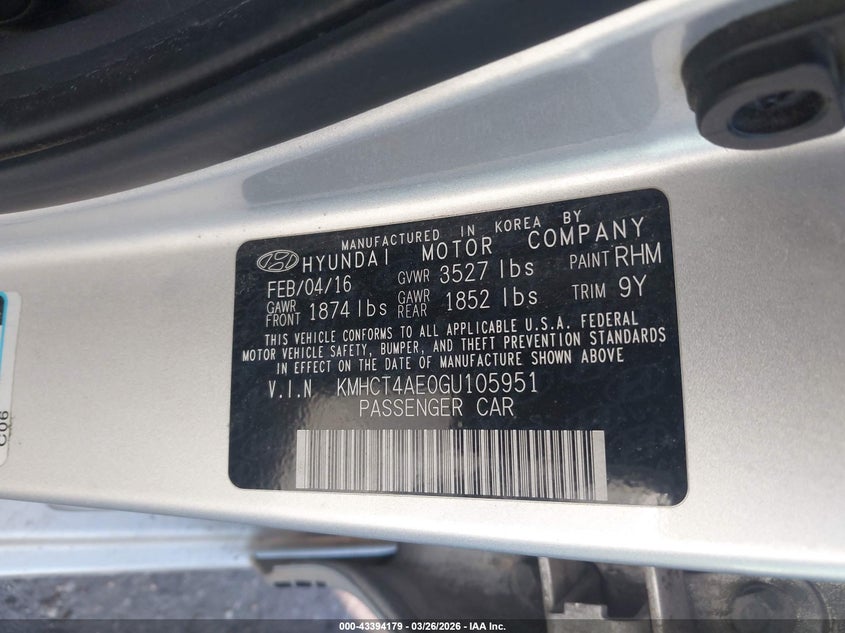 MANUFACTURED IN KOREA BY
HYUNDAI MOTOR COMPANY
FEB/04/16 GVWR 3527 lbs PAINT RHM
GAWR FRONT 1874 lbs GAWR REAR 1852 lbs TRIM 9Y
THIS VEHICLE CONFORMS TO ALL APPLICABLE U.S.A. FEDERAL
MOTOR VEHICLE SAFETY, BUMPER, AND THEFT PREVENTION STANDARDS
IN EFFECT ON THE DATE OF MANUFACTURE SHOWN ABOVE
V.I.N KMHCT4AE0GU105951
PASSENGER CAR
C06
000-43394179 - 03/26/2026 - IAA Inc.